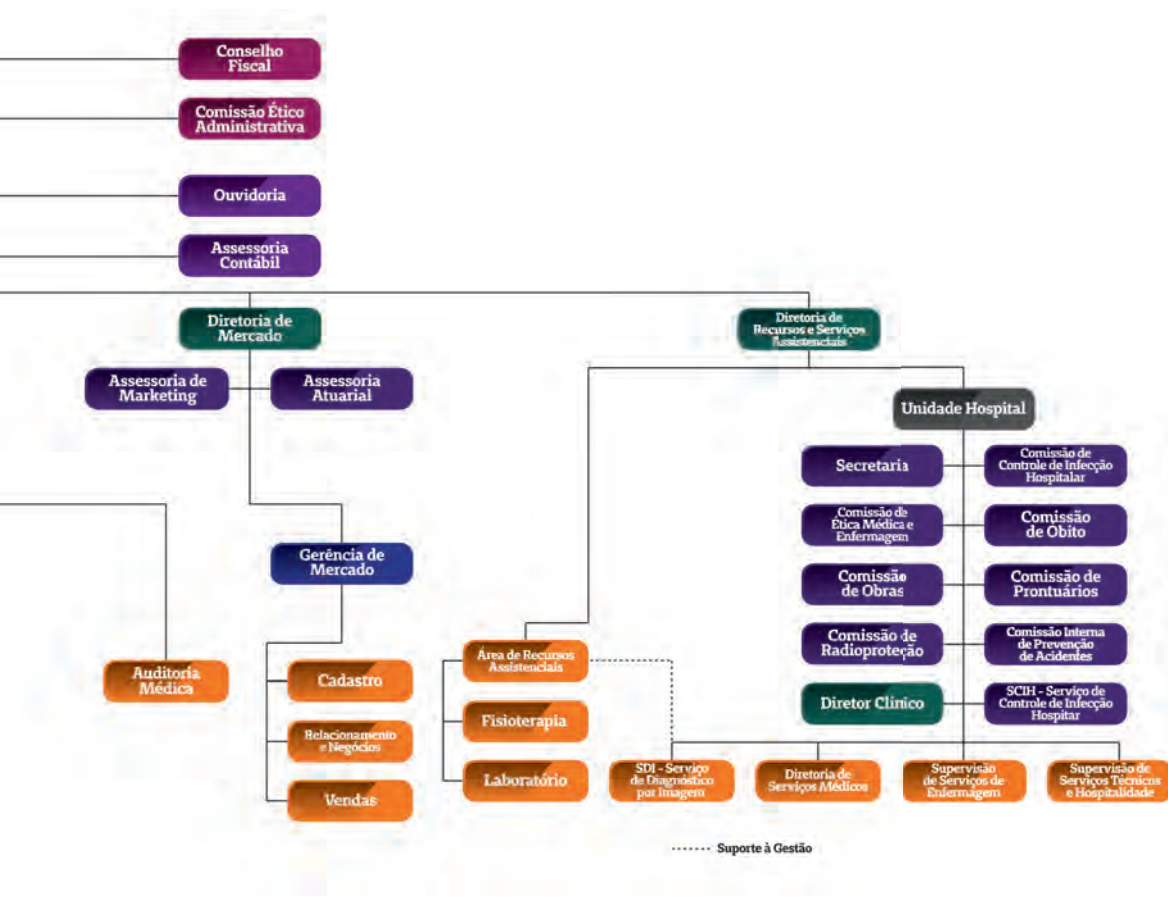 Conselho
Fiscal
Comissão Ético
Administrativa
Ouvidoria
Assessoria
Contábil
Diretoria de
Mercado
Diretoria de
Recursos e Serviços
Assistenciais
Assessoria de
Marketing
Assessoria
Atuarial
Unidade Hospital
Secretaria
Comissão de
Controle de Infecção
Hospitalar
Comissão de
Ética Médica e
Enfermagem
Comissão
de Óbito
Gerência de
Mercado
Comissão
de Obras
Comissão de
Prontuários
Comissão de
Radioproteção
Comissão Interna
de Prevenção
de Acidentes
Auditoria
Médica
Cadastro
Área de Recursos
Assistenciais
Diretor Clínico
SCIH - Serviço de
Controle de Infecção
Hospitar
Relacionamento
e Negócios
Fisioterapia
Vendas
Laboratório
SDI - Serviço
de Diagnóstico
por Imagem
Diretoria de
Serviços Médicos
Supervisão
de Serviços de
Enfermagem
Supervisão de
Serviços Técnicos
e Hospitalidade
Suporte à Gestão